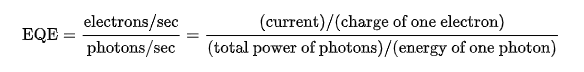 EQE = electrons/sec / photons/sec = (current)/(charge of one electron) / (total power of photons)/(energy of one photon)